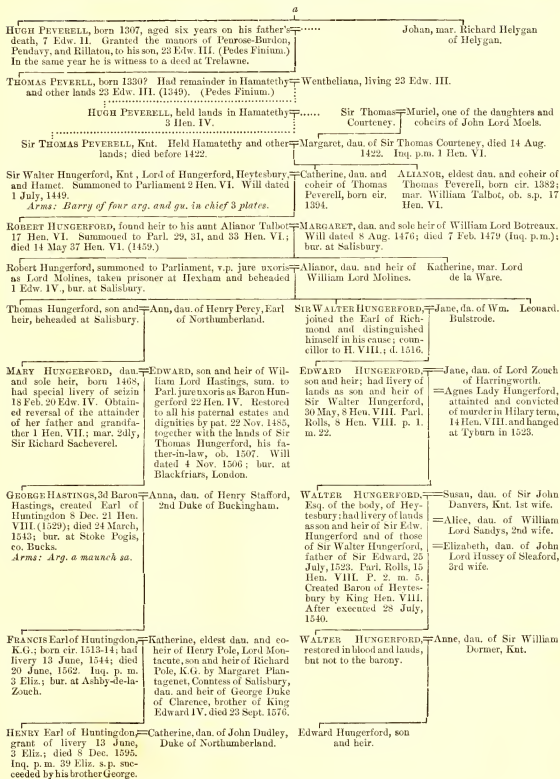 a
HUGH PEVERELL, born 1307, aged six years on his father's
death, 7 Edw. II. Granted the manors of Penrose-Burdon,
Pendavy, and Rillaton, to his son, 23 Edw. III. (Pedes Finium.)
In the same year he is witness to a deed at Trelawne.
Johan, mar. Richard Helygan
of Helygan.
THOMAS PEVERLL, born 1330? Had remainder in Hamatethy
and other lands 23 Edw. III. (1349). (Pedes Finium.)
Wentheliana, living 23 Edw. III.
HUGH PEVERELL, held lands in Hamatethy
3 Hen. IV.
Sir Thomas
Courteney.
Muriel, one of the daughters and
coheirs of John Lord Moels.
Sir THOMAS PEVERELL, Knt. Held Hamatethy and other
lands; died before 1422.
Margaret, dau. of Sir Thomas Courteney, died 14 Aug.
1422. Inq. p.m. 1 Hen. VI.
Sir Walter Hungerford, Knt, Lord of Hungerford, Heytesbury,
and Hamet. Summoned to Parliament 2 Hen. VI. Will dated
1 July, 1449.
Arms: Barry of four arg. and gu. in chief 3 plates.
Catherine, dau. and
coheir of Thomas
Peverell, born cir.
1394.
ALIANOR, eldest dau. and coheir of
Thomas Peverell, born cir. 1382;
mar. William Talbot, ob. s.p. 17
Hen. VI.
ROBERT HUNGERFORD, found heir to his aunt Alianor Talbot
17 Hen. VI. Summoned to Parl. 29, 31, and 33 Hen. VI.;
died 14 May 37 Hen. VI. (1459.)
MARGARET, dau. and sole heir of William Lord Botreaux.
Will dated 8 Aug. 1476; died 7 Feb. 1479 (Inq. p.m.);
bur. at Salisbury.
Robert Hungerford, summoned to Parliament, v.p. jure uxoris
as Lord Molines, taken prisoner at Hexham and beheaded
1 Edw. IV., bur. at Salisbury.
Alianor, dau. and heir of
William Lord Molines.
Katherine, mar. Lord
de la Ware.
Thomas Hungerford, son and
heir, beheaded at Salisbury.
Ann, dau. of Henry Percy, Earl
of Northumberland.
SIR WALTER HUNGERFORD,
joined the Earl of Rich-
mond and distinguished
himself in his cause; coun-
cillor to H. VIII.; d. 1516.
Jane, da. of Wm.
Bulstrode.
Leonard.
MARY HUNGERFORD, dau.
and sole heir, born 1468,
had special livery of seizin
18 Feb. 20 Edw. IV. Obtain-
ed reversal of the attainder
of her father and grandfa-
ther 1 Hen. VII.; mar. 2dly,
Sir Richard Sacheverel.
EDWARD, son and heir of Wil-
liam Lord Hastings, sum. to
Parl. jure uxoris as Baron Hun-
gerford 22 Hen. IV. Restored
to all his paternal estates and
dignities by pat. 22 Nov. 1485,
together with the lands of Sir
Thomas Hungerford, his fa-
ther-in-law, ob. 1507. Will
dated 4 Nov. 1506; bur. at
Blackfriars, London.
EDWARD HUNGERFORD,
son and heir; had livery of
lands as son and heir of
Sir Walter Hungerford,
30 May, 8 Hen. VIII. Parl.
Rolls, 8 Hen. VIII. p. 1.
m. 22.
Jane, dau. of Lord Zouch
of Harringworth.
Agnes Lady Hungerford,
attainted and convicted
of murder in Hilary term,
14 Hen. VIII. and hanged
at Tyburn in 1523.
GEORGE HASTINGS, 3d Baron
Hastings, created Earl of
Huntingdon 8 Dec. 21 Hen.
VIII. (1529); died 24 March,
1543; bur. at Stoke Pogis,
co. Bucks.
Arms: Arg. a maunch sa.
Anna, dau. of Henry Stafford,
2nd Duke of Buckingham.
WALTER HUNGERFORD,
Esq. of the body, of Hey-
tesbury; had livery of lands
as son and heir of Sir Edw.
Hungerford and of those
of Sir Walter Hungerford,
father of Sir Edward, 25
July, 1523. Parl. Rolls, 15
Hen. VIII. P. 2. m. 5.
Created Baron of Heytes-
bury by King Hen. VIII.
After executed 28 July,
1540.
Susan, dau. of Sir John
Danvers, Knt. 1st wife.
Alice, dau. of William
Lord Sandys, 2nd wife.
Elizabeth, dau. of John
Lord Hussey of Sleaford,
3rd wife.
FRANCIS Earl of Huntingdon,
K.G.; born cir. 1513-14; had
livery 13 June, 1544; died
20 June, 1562. Inq. p. m.
3 Eliz.; bur. at Ashby-de-la-
Zouch.
Katherine, eldest dau. and co-
heir of Henry Pole, Lord Mon-
tacute, son and heir of Richard
Pole, K.G. by Margaret Plan-
tagenet, Countess of Salisbury,
dau. and heir of George Duke
of Clarence, brother of King
Edward IV. died 23 Sept. 1576.
WALTER HUNGERFORD,
restored in blood and lands,
but not to the barony.
Anne, dau. of Sir William
Dormer, Knt.
HENRY Earl of Huntingdon,
grant of livery 13 June,
3 Eliz.; died 8 Dec. 1595.
Inq. p. m. 39 Eliz. s.p. suc-
ceeded by his brother George.
Catherine, dau. of John Dudley,
Duke of Northumberland.
Edward Hungerford, son
and heir.